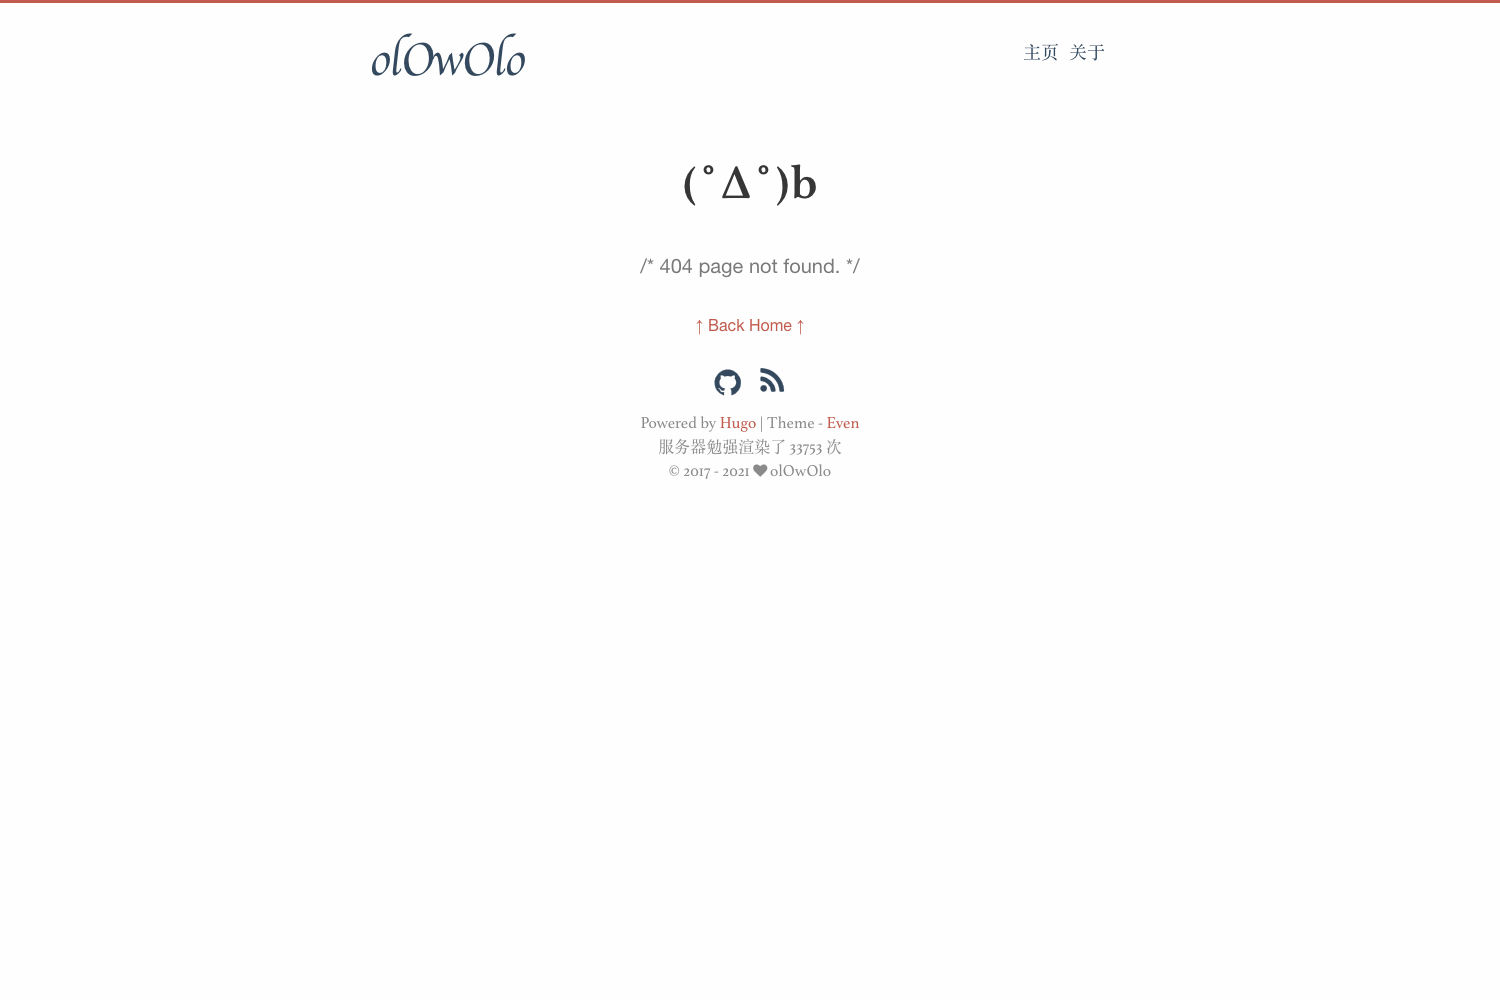 olOwOlo
主页 关于
(˚Δ˚)b
/* 404 page not found. */
↑ Back Home ↑
Powered by Hugo | Theme - Even
服务器勉强渲染了 33753 次
© 2017 - 2021 ♥ olOwOlo